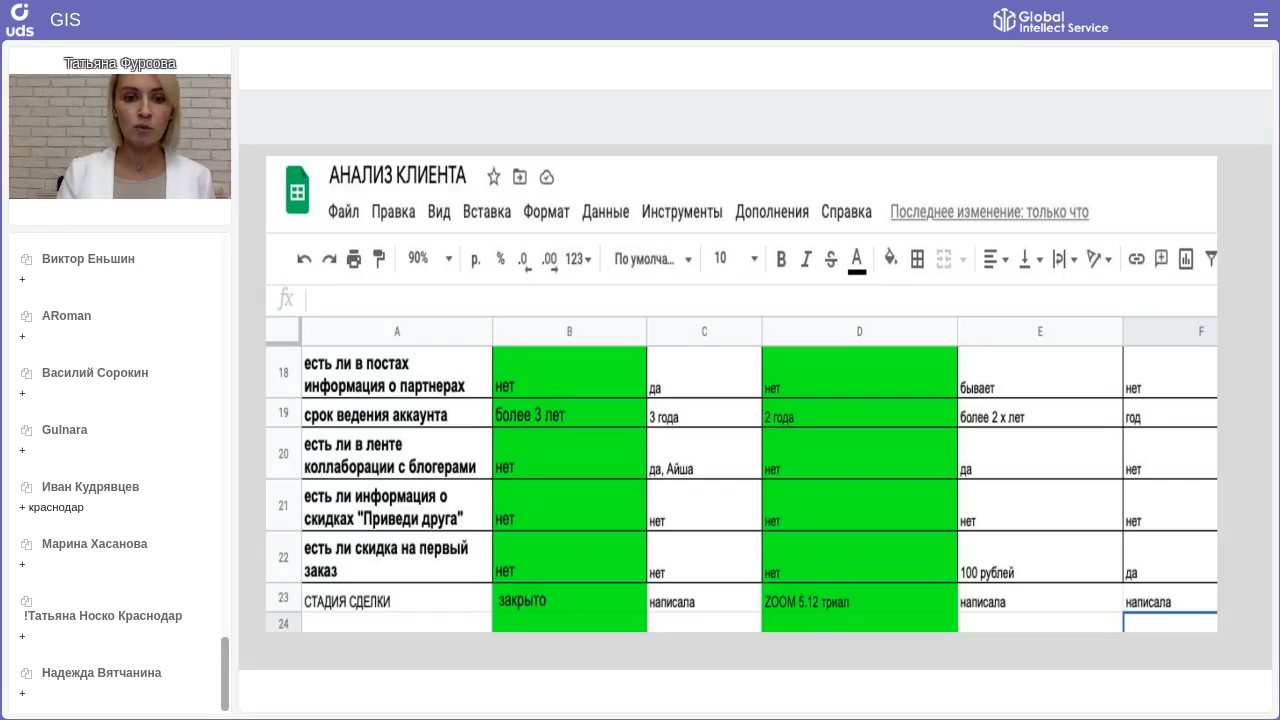 uds
GIS
Global
Intellect Service
Татьяна Фурсова
Виктор Еньшин
+
ARoman
+
Василий Сорокин
+
Gulnara
+
Иван Кудрявцев
+ краснодар
Марина Хасанова
+
!Татьяна Носко Краснодар
+
Надежда Вятчанина
+
АНАЛИЗ КЛИЕНТА
Файл Правка Вид Вставка Формат Данные Инструменты Дополнения Справка Последнее изменение: только что
90% р. % .0 .00 123 По умолча... 10 B I S A
fx
A B C D E F
18 есть ли в постах информация о партнерах нет да нет бывает нет
19 срок ведения аккаунта более 3 лет 3 года 2 года более 2 х лет год
20 есть ли в ленте коллаборации с блогерами нет да, Айша нет да нет
21 есть ли информация о скидках "Приведи друга" нет нет нет нет нет
22 есть ли скидка на первый заказ нет нет нет 100 рублей да
23 СТАДИЯ СДЕЛКИ закрыто написала ZOOM 5.12 триал написала написала
24